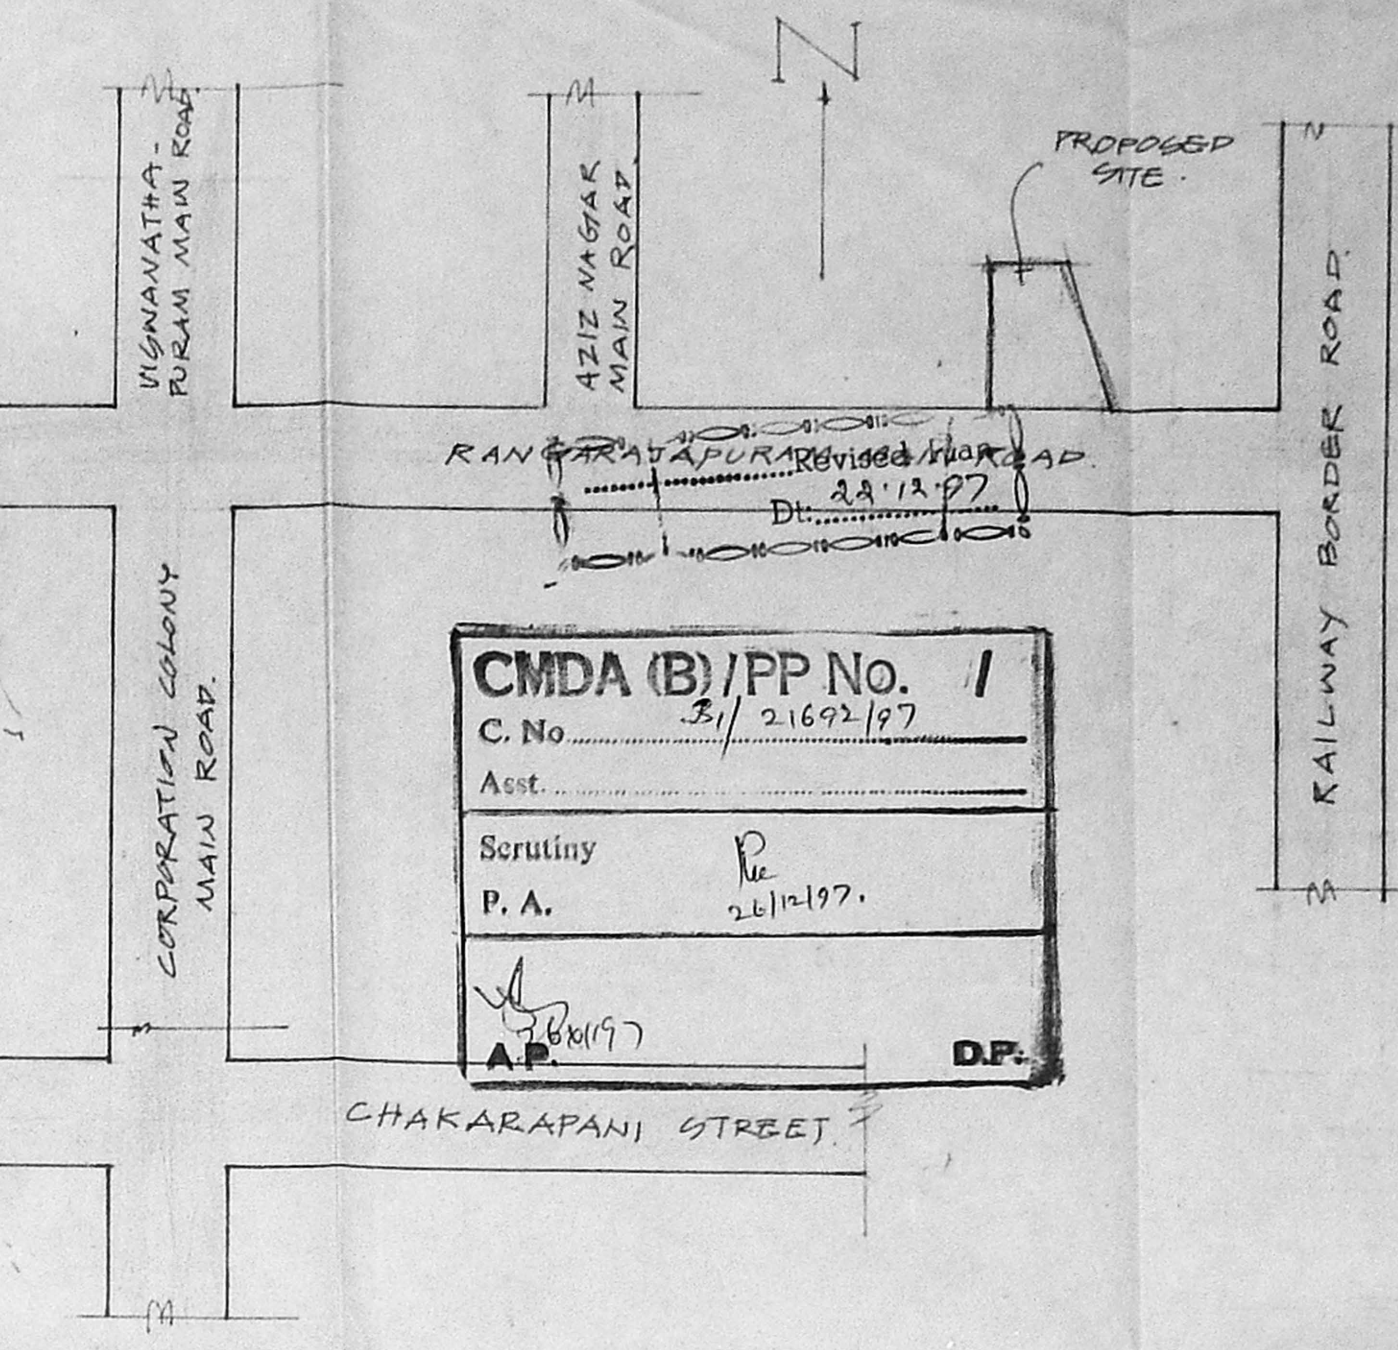 N
PROPOSED
SITE.
VISWANATHA-
PURAM MAIN ROAD.
AZIZ NAGAR
MAIN ROAD.
RAILWAY BORDER ROAD.
RANGARAJAPURAM MAIN ROAD.
Revised Plan
Dt: 22.12.97
CORPORATION COLONY
MAIN ROAD.
CMDA (B)/PP No. 1
C. No B1/21692/97
Asst.
Scrutiny
P. A. 26/12/97.
A.P. D.P.
CHAKARAPANI STREET.